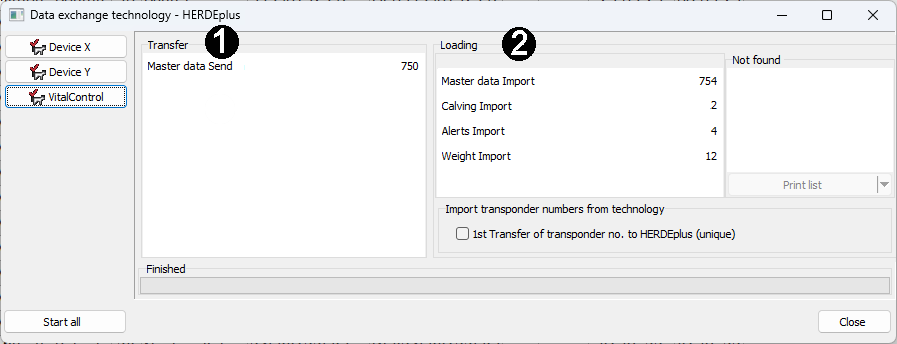 Data exchange technology - HERDEplus
Device X
Device Y
VitalControl
Transfer 1
Master data Send 750
Loading 2
Master data Import 754
Calving Import 2
Alerts Import 4
Weight Import 12
Not found
Print list
Import transponder numbers from technology
1st Transfer of transponder no. to HERDEplus (unique)
Finished
Start all
Close